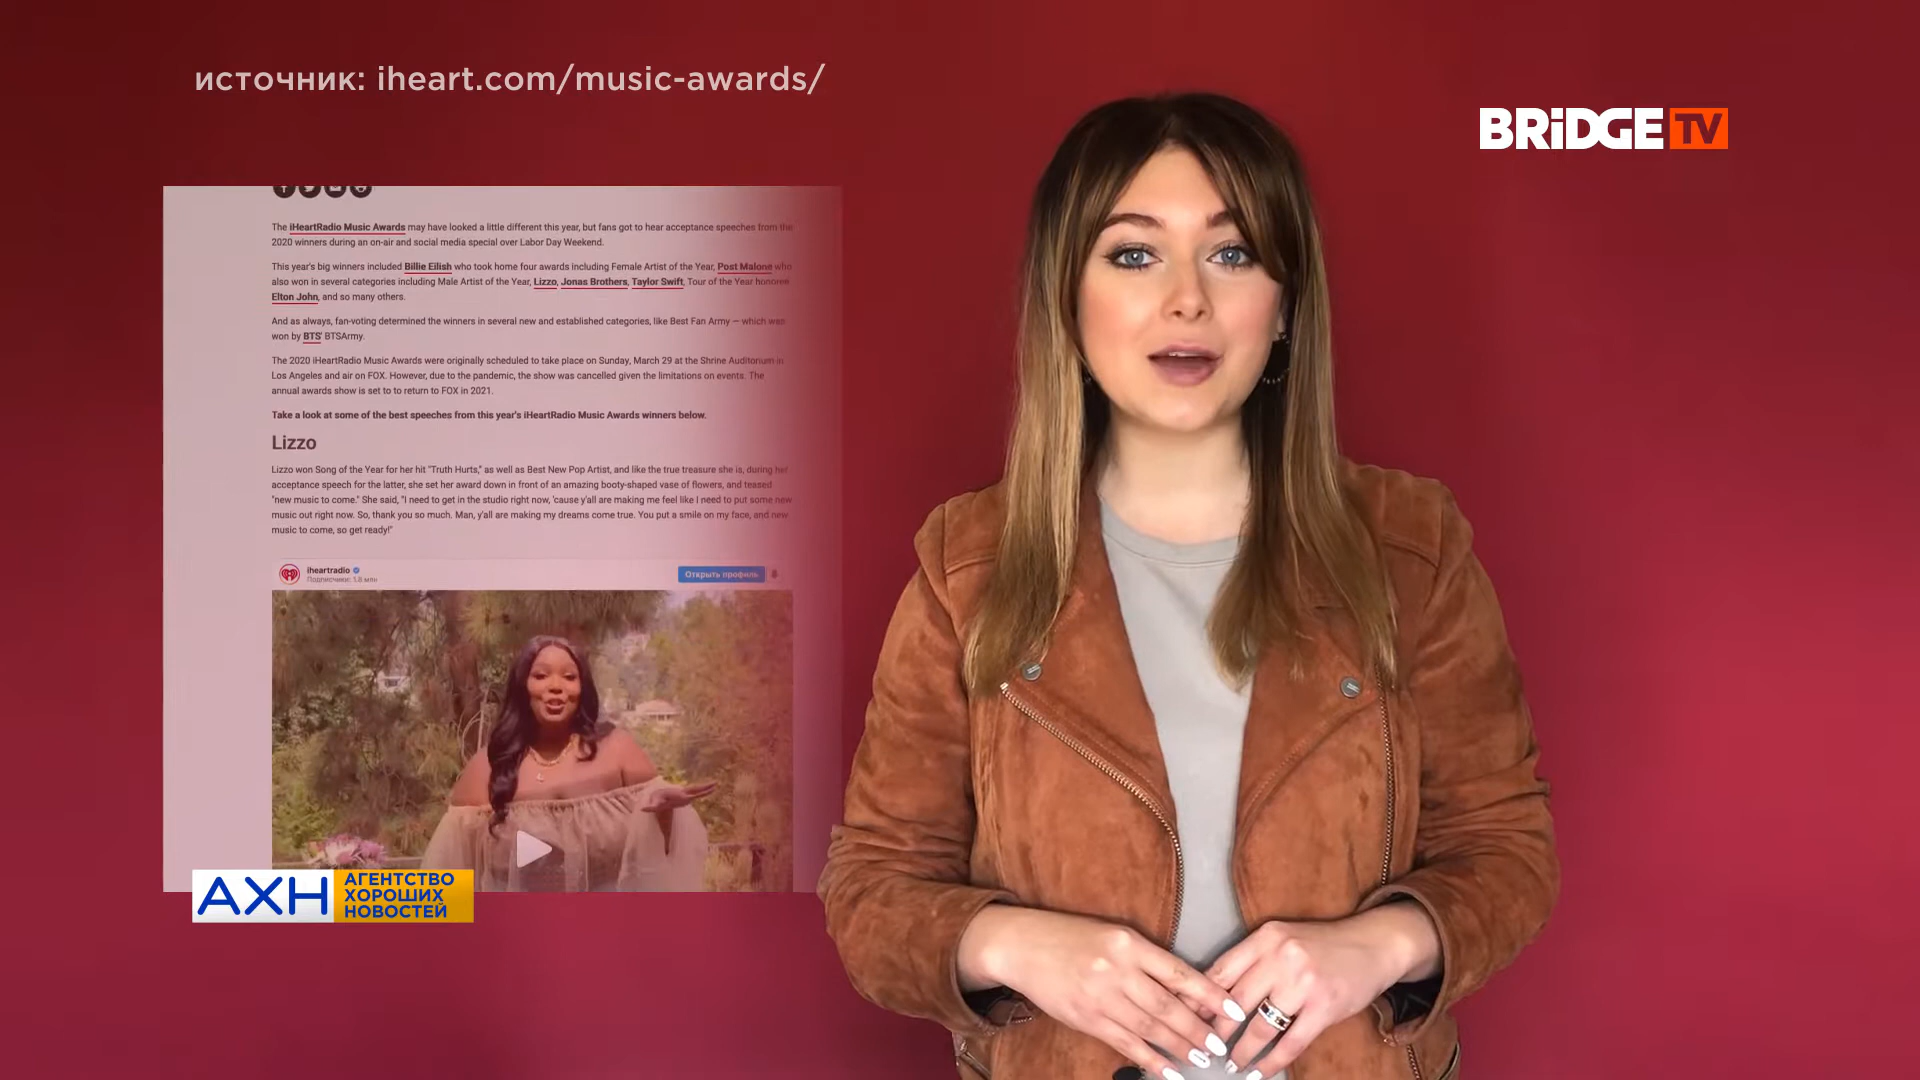 источник: iheart.com/music-awards/
BRiDGE TV
The iHeartRadio Music Awards may have looked a little different this year, but fans got to hear acceptance speeches from the
2020 winners during an on-air and social media special over Labor Day Weekend.
This year's big winners included Billie Eilish who took home four awards including Female Artist of the Year, Post Malone who
also won in several categories including Male Artist of the Year, Lizzo, Jonas Brothers, Taylor Swift, Tour of the Year honoree
Elton John, and so many others.
And as always, fan-voting determined the winners in several new and established categories, like Best Fan Army — which was
won by BTS' BTSArmy.
The 2020 iHeartRadio Music Awards were originally scheduled to take place on Sunday, March 29 at the Shrine Auditorium in
Los Angeles and air on FOX. However, due to the pandemic, the show was cancelled given the limitations on events. The
annual awards show is set to to return to FOX in 2021.
Take a look at some of the best speeches from this year's iHeartRadio Music Awards winners below.
Lizzo
Lizzo won Song of the Year for her hit "Truth Hurts," as well as Best New Pop Artist, and like the true treasure she is, during her
acceptance speech for the latter, she set her award down in front of an amazing booty-shaped vase of flowers, and teased
"new music to come." She said, "I need to get in the studio right now, 'cause y'all are making me feel like I need to put some new
music out right now. So, thank you so much. Man, y'all are making my dreams come true. You put a smile on my face, and new
music to come, so get ready!"
iheartradio
Подписчики: 1.8 млн
Открыть профиль
АХН
АГЕНТСТВО
ХОРОШИХ
НОВОСТЕЙ